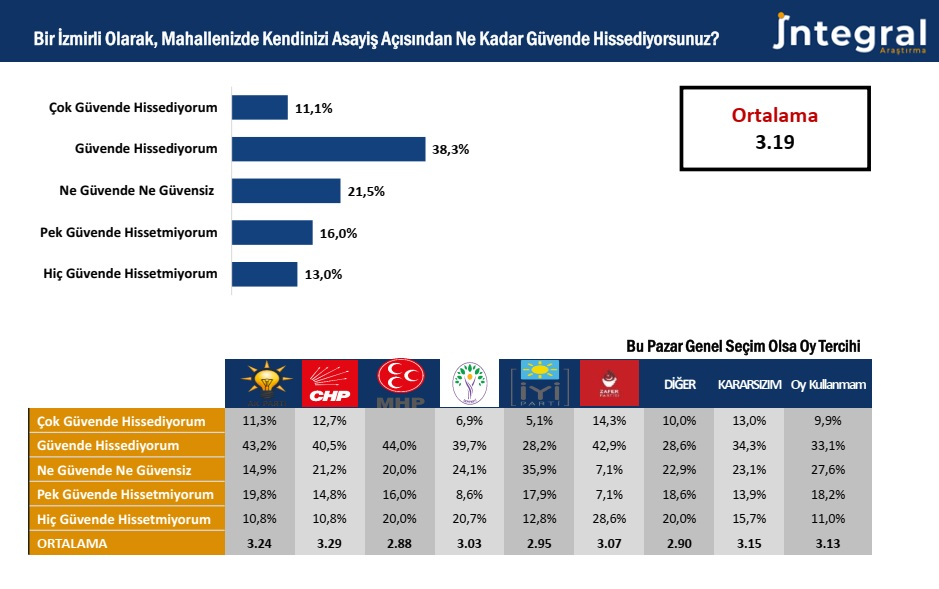 Bir İzmirli Olarak, Mahallenizde Kendinizi Asayiş Açısından Ne Kadar Güvende Hissediyorsunuz?
integral
Araştırma
Çok Güvende Hissediyorum 11,1%
Güvende Hissediyorum 38,3%
Ne Güvende Ne Güvensiz 21,5%
Pek Güvende Hissetmiyorum 16,0%
Hiç Güvende Hissetmiyorum 13,0%
Ortalama
3.19
Bu Pazar Genel Seçim Olsa Oy Tercihi
CHP MHP İYİ PARTİ ZAFER PARTİSİ DİĞER KARARSIZIM Oy Kullanmam
Çok Güvende Hissediyorum 11,3% 12,7% 6,9% 5,1% 14,3% 10,0% 13,0% 9,9%
Güvende Hissediyorum 43,2% 40,5% 44,0% 39,7% 28,2% 42,9% 28,6% 34,3% 33,1%
Ne Güvende Ne Güvensiz 14,9% 21,2% 20,0% 24,1% 35,9% 7,1% 22,9% 23,1% 27,6%
Pek Güvende Hissetmiyorum 19,8% 14,8% 16,0% 8,6% 17,9% 7,1% 18,6% 13,9% 18,2%
Hiç Güvende Hissetmiyorum 10,8% 10,8% 20,0% 20,7% 12,8% 28,6% 20,0% 15,7% 11,0%
ORTALAMA 3.24 3.29 2.88 3.03 2.95 3.07 2.90 3.15 3.13